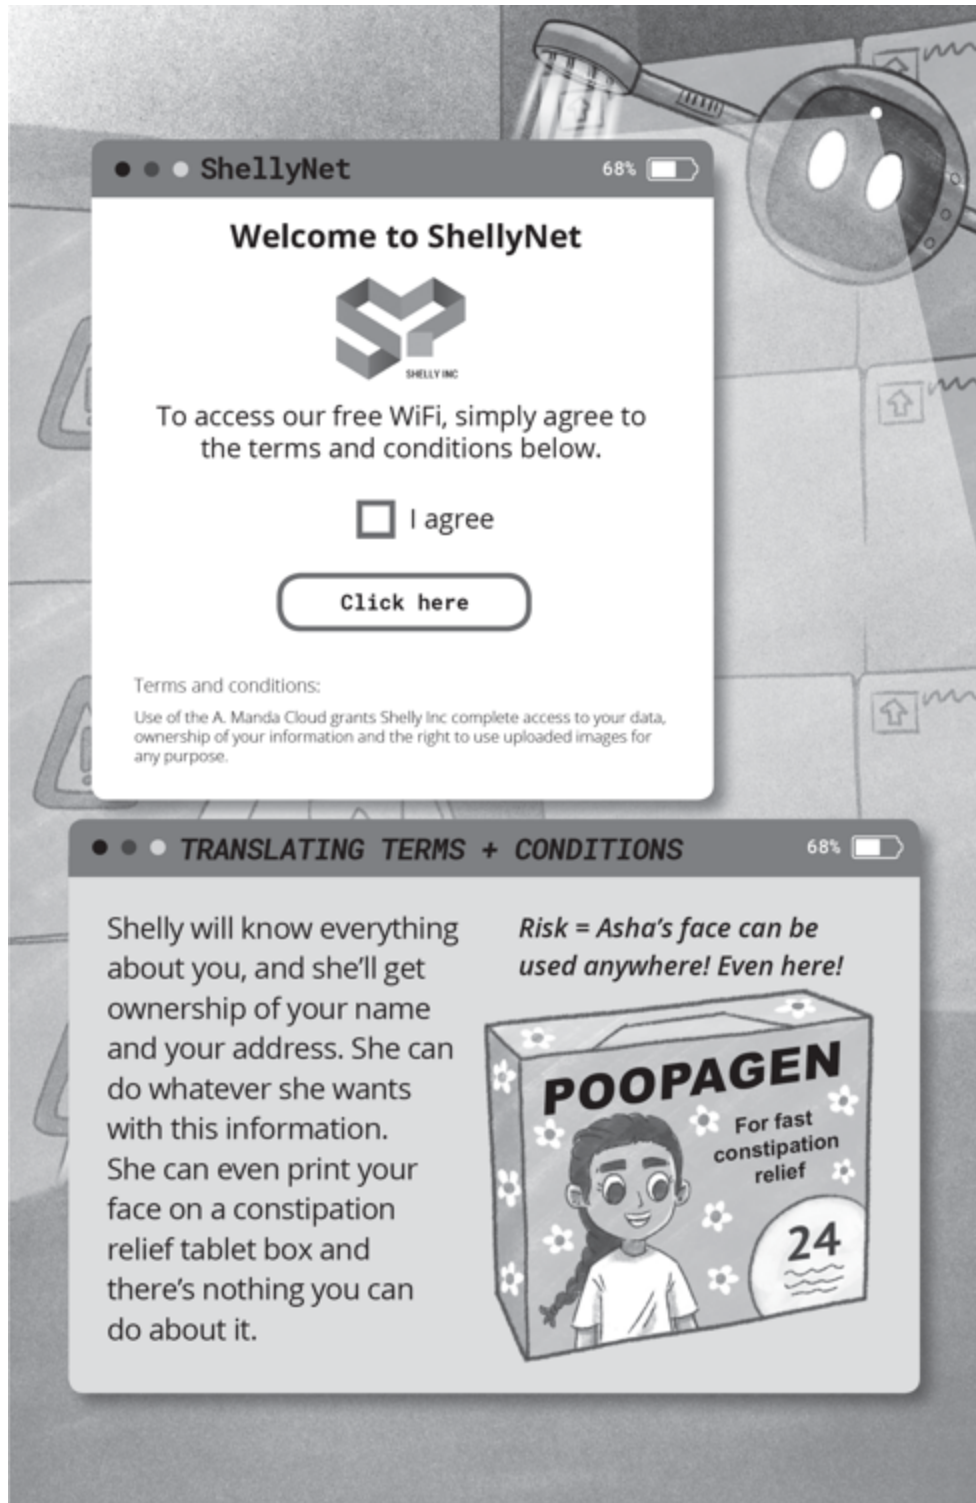 ShellyNet
68%
Welcome to ShellyNet
SHELLY INC
To access our free WiFi, simply agree to
the terms and conditions below.
I agree
Click here
Terms and conditions:
Use of the A. Manda Cloud grants Shelly Inc complete access to your data,
ownership of your information and the right to use uploaded images for
any purpose.
TRANSLATING TERMS + CONDITIONS
68%
Shelly will know everything
about you, and she’ll get
ownership of your name
and your address. She can
do whatever she wants
with this information.
She can even print your
face on a constipation
relief tablet box and
there’s nothing you can
do about it.
Risk = Asha’s face can be
used anywhere! Even here!
POOPAGEN
For fast
constipation
relief
24